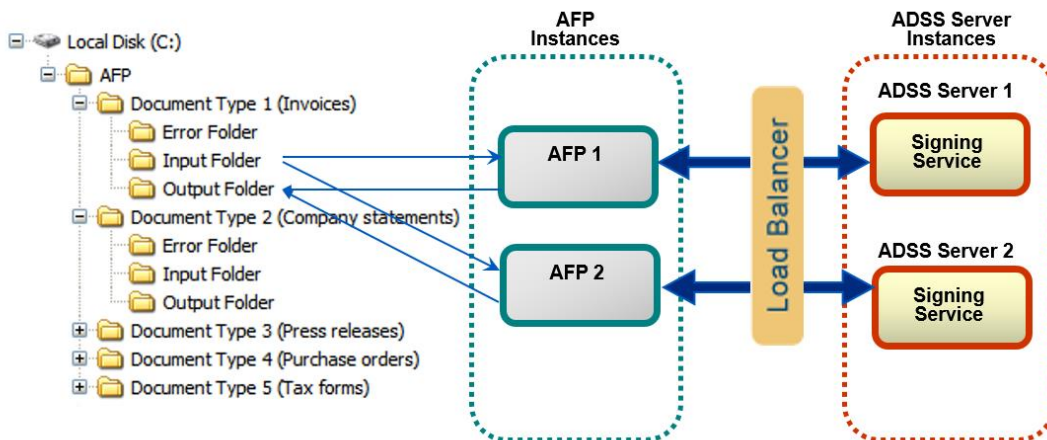 Local Disk (C:)
AFP
Document Type 1 (Invoices)
Error Folder
Input Folder
Output Folder
Document Type 2 (Company statements)
Error Folder
Input Folder
Output Folder
Document Type 3 (Press releases)
Document Type 4 (Purchase orders)
Document Type 5 (Tax forms)
AFP
Instances
AFP 1
AFP 2
Load Balancer
ADSS Server
Instances
ADSS Server 1
Signing
Service
ADSS Server 2
Signing
Service